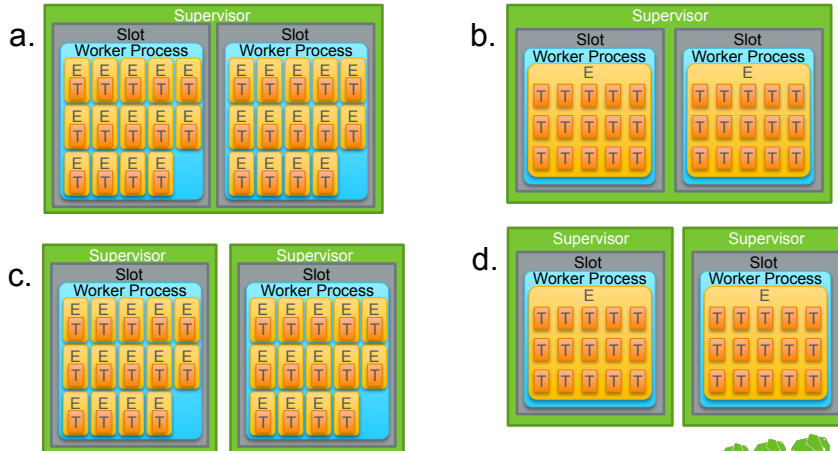 a.
Supervisor
Slot Slot
Worker Process Worker Process
E E E E E E E E E E
T T T T T T T T T T
E E E E E E E E E E
T T T T T T T T T T
E E E E E E E E
T T T T T T T T
b.
Supervisor
Slot Slot
Worker Process Worker Process
E E
T T T T T T T T T T
T T T T T T T T T T
T T T T T T T T T T
c.
Supervisor Supervisor
Slot Slot
Worker Process Worker Process
E E E E E E E E E E
T T T T T T T T T T
E E E E E E E E E E
T T T T T T T T T T
E E E E E E E E
T T T T T T T T
d.
Supervisor Supervisor
Slot Slot
Worker Process Worker Process
E E
T T T T T T T T T T
T T T T T T T T T T
T T T T T T T T T T